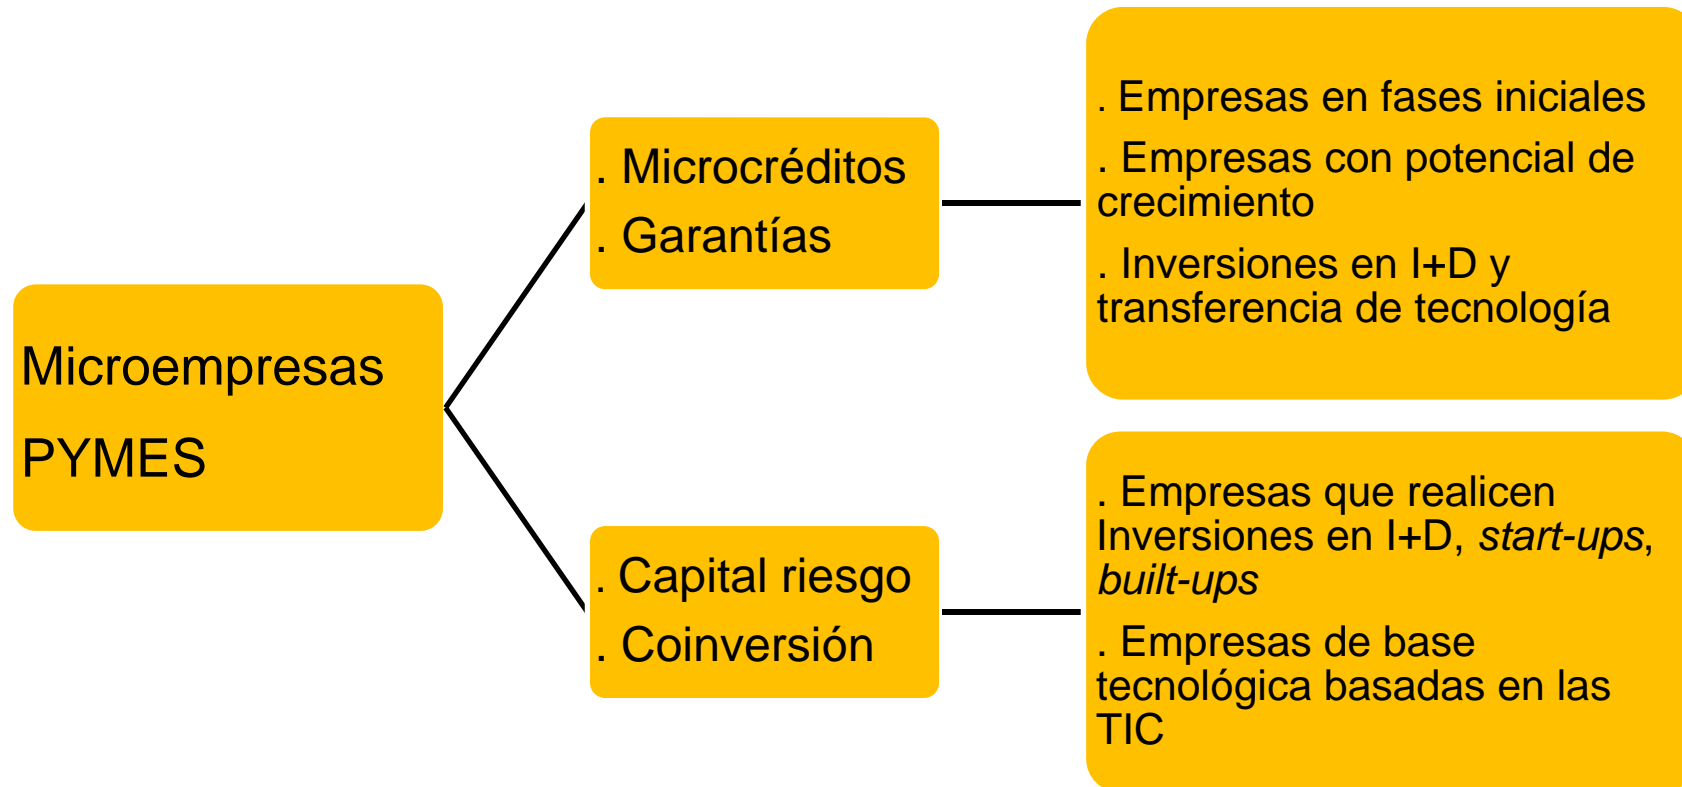 Microempresas
PYMES
. Microcréditos
. Garantías
. Empresas en fases iniciales
. Empresas con potencial de
crecimiento
. Inversiones en I+D y
transferencia de tecnología
. Capital riesgo
. Coinversión
. Empresas que realicen
Inversiones en I+D, start-ups,
built-ups
. Empresas de base
tecnológica basadas en las
TIC